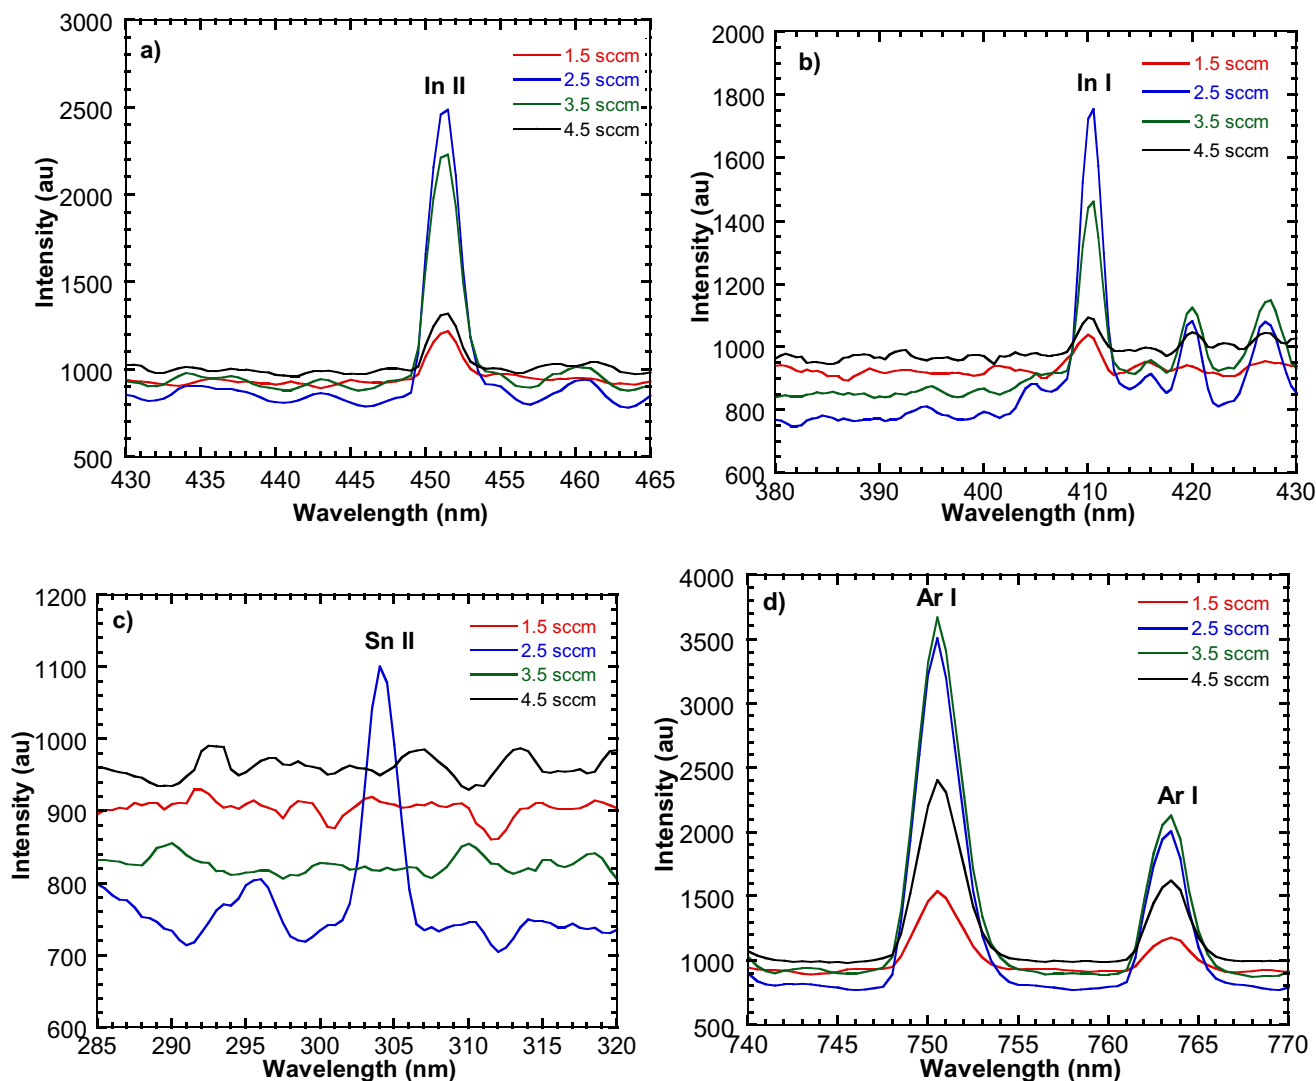 a)
In II
1.5 sccm
2.5 sccm
3.5 sccm
4.5 sccm
3000
2500
2000
1500
1000
500
Intensity (au)
430 435 440 445 450 455 460 465
Wavelength (nm)
b)
In I
1.5 sccm
2.5 sccm
3.5 sccm
4.5 sccm
2000
1800
1600
1400
1200
1000
800
600
Intensity (au)
380 390 400 410 420 430
Wavelength (nm)
c)
Sn II
1.5 sccm
2.5 sccm
3.5 sccm
4.5 sccm
1200
1100
1000
900
800
700
600
Intensity (au)
285 290 295 300 305 310 315 320
Wavelength (nm)
d)
Ar I
Ar I
1.5 sccm
2.5 sccm
3.5 sccm
4.5 sccm
4000
3500
3000
2500
2000
1500
1000
500
Intensity (au)
740 745 750 755 760 765 770
Wavelength (nm)